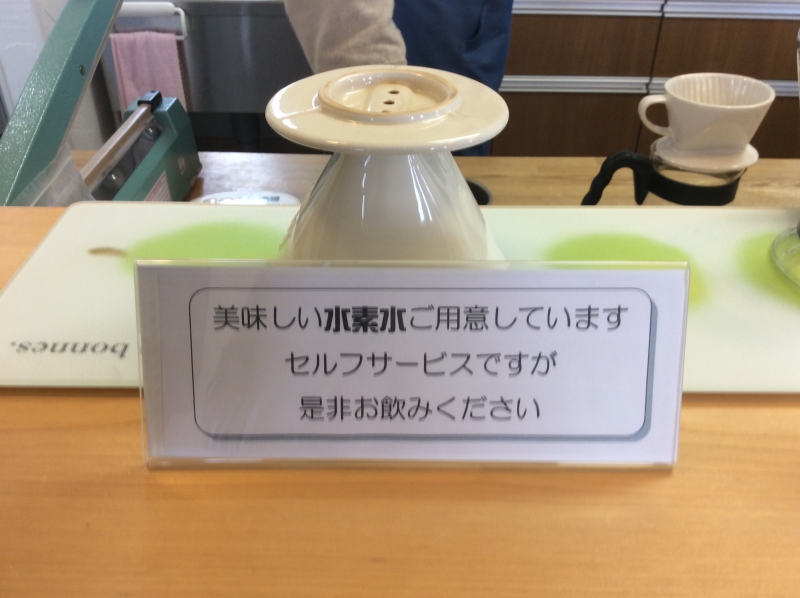 美味しい水素水ご用意しています
セルフサービスですが
是非お飲みください
bonnes.